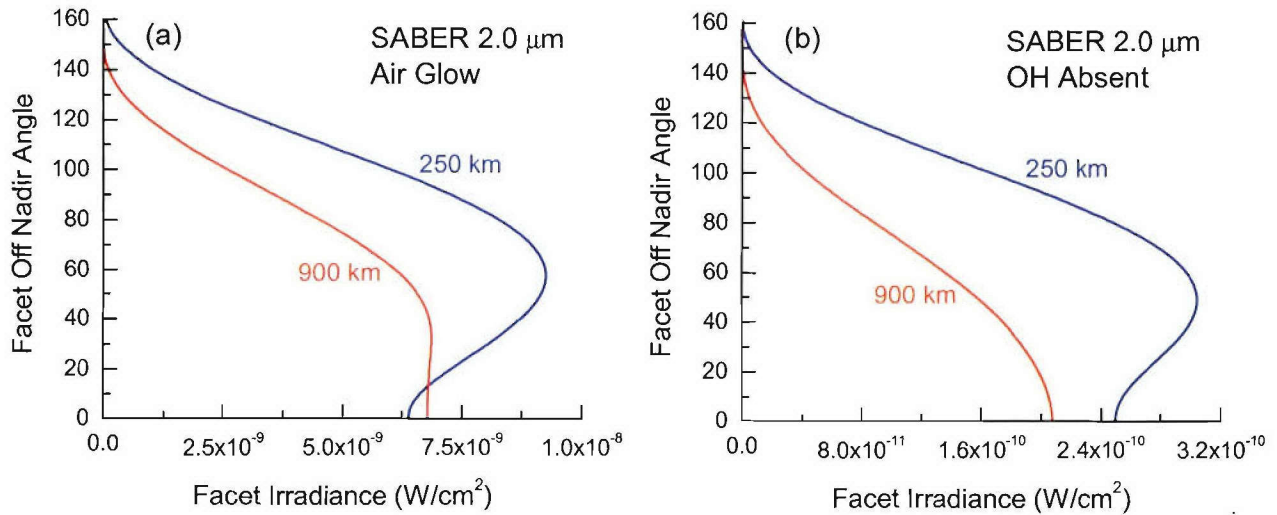 (a)
SABER 2.0 μm
Air Glow
Facet Off Nadir Angle
160
140
120
100
80
60
40
20
0
250 km
900 km
0.0
2.5x10⁻⁹
5.0x10⁻⁹
7.5x10⁻⁹
1.0x10⁻⁸
Facet Irradiance (W/cm²)
(b)
SABER 2.0 μm
OH Absent
Facet Off Nadir Angle
160
140
120
100
80
60
40
20
0
250 km
900 km
0.0
8.0x10⁻¹¹
1.6x10⁻¹⁰
2.4x10⁻¹⁰
3.2x10⁻¹⁰
Facet Irradiance (W/cm²)